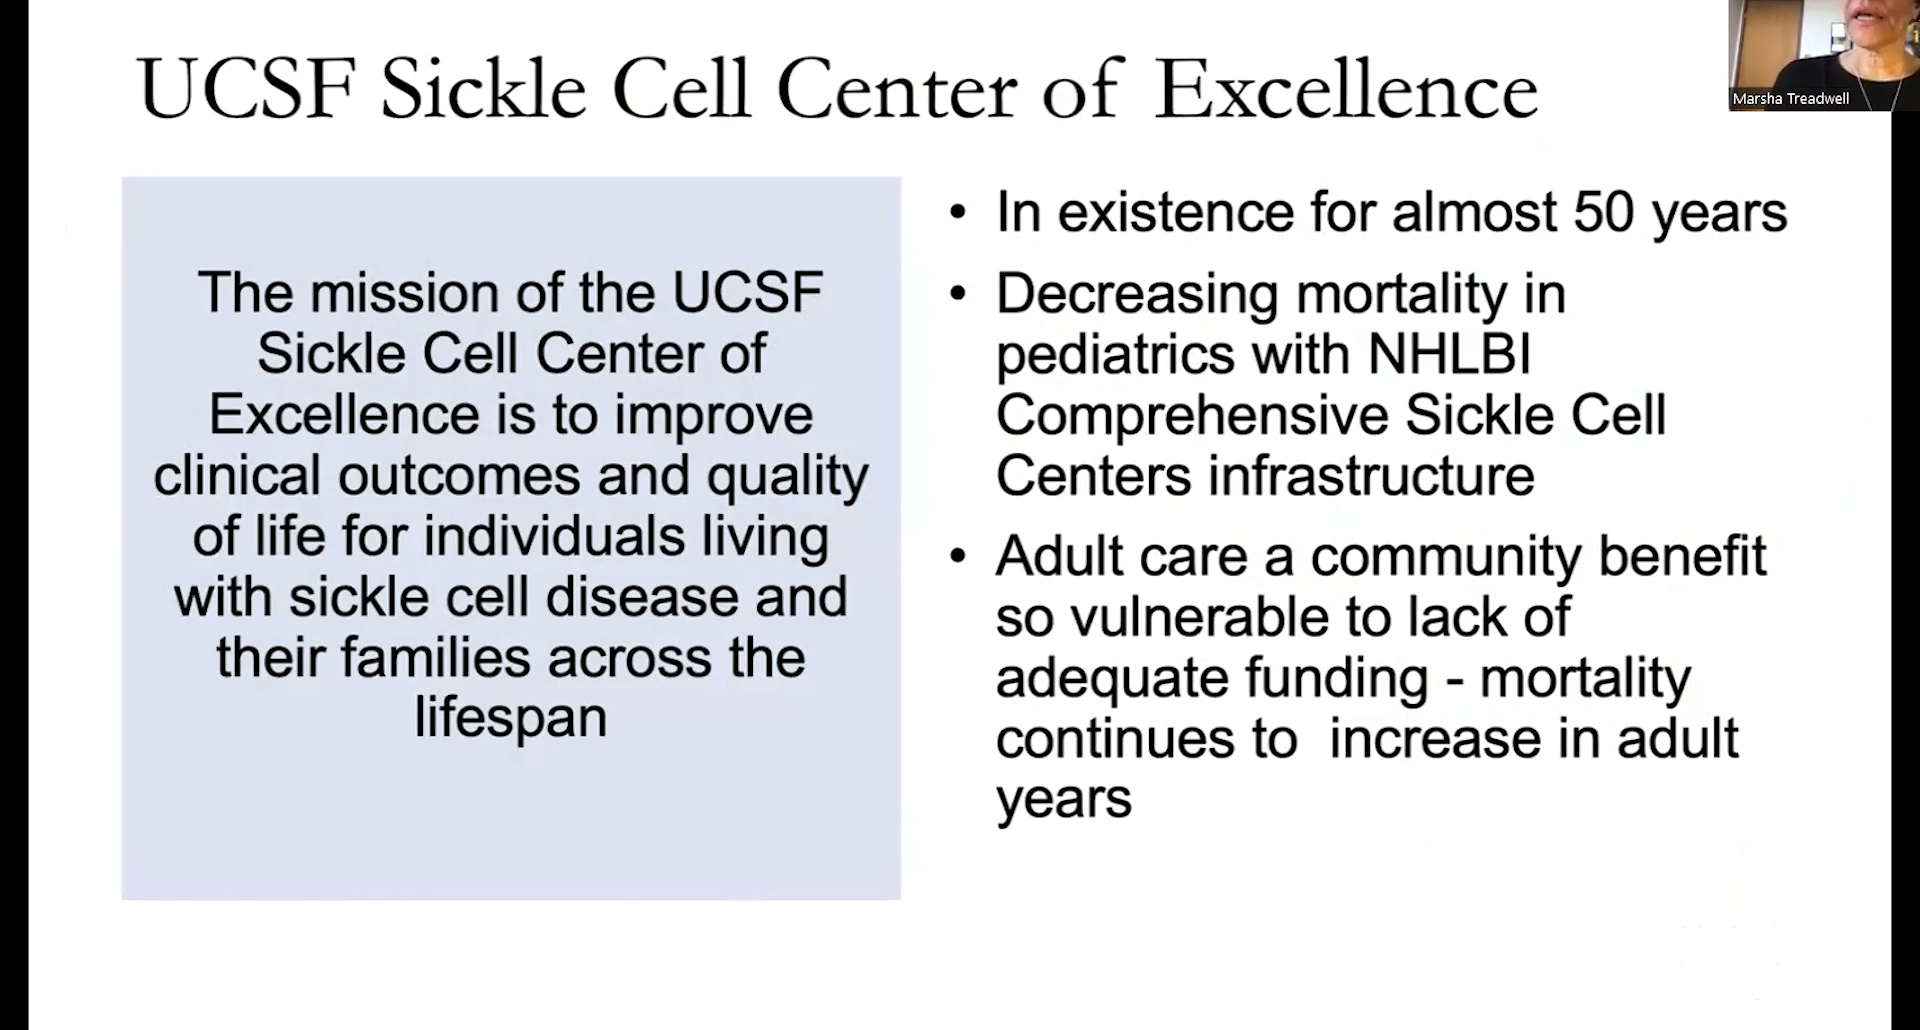 UCSF Sickle Cell Center of Excellence
Marsha Treadwell
The mission of the UCSF
Sickle Cell Center of
Excellence is to improve
clinical outcomes and quality
of life for individuals living
with sickle cell disease and
their families across the
lifespan
• In existence for almost 50 years
• Decreasing mortality in
pediatrics with NHLBI
Comprehensive Sickle Cell
Centers infrastructure
• Adult care a community benefit
so vulnerable to lack of
adequate funding - mortality
continues to  increase in adult
years